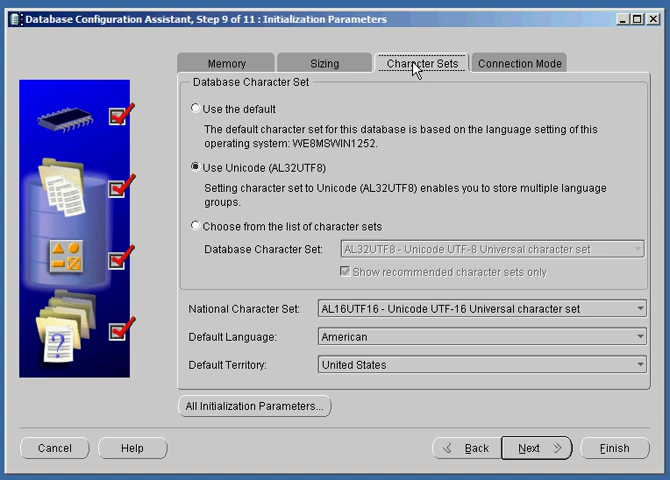 Database Configuration Assistant, Step 9 of 11 : Initialization Parameters
Memory
Sizing
Character Sets
Connection Mode
Database Character Set
Use the default
The default character set for this database is based on the language setting of this
operating system: WE8MSWIN1252.
Use Unicode (AL32UTF8)
Setting character set to Unicode (AL32UTF8) enables you to store multiple language
groups.
Choose from the list of character sets
Database Character Set: AL32UTF8 - Unicode UTF-8 Universal character set
Show recommended character sets only
National Character Set: AL16UTF16 - Unicode UTF-16 Universal character set
Default Language: American
Default Territory: United States
?
All Initialization Parameters...
Cancel
Help
Back
Next
Finish